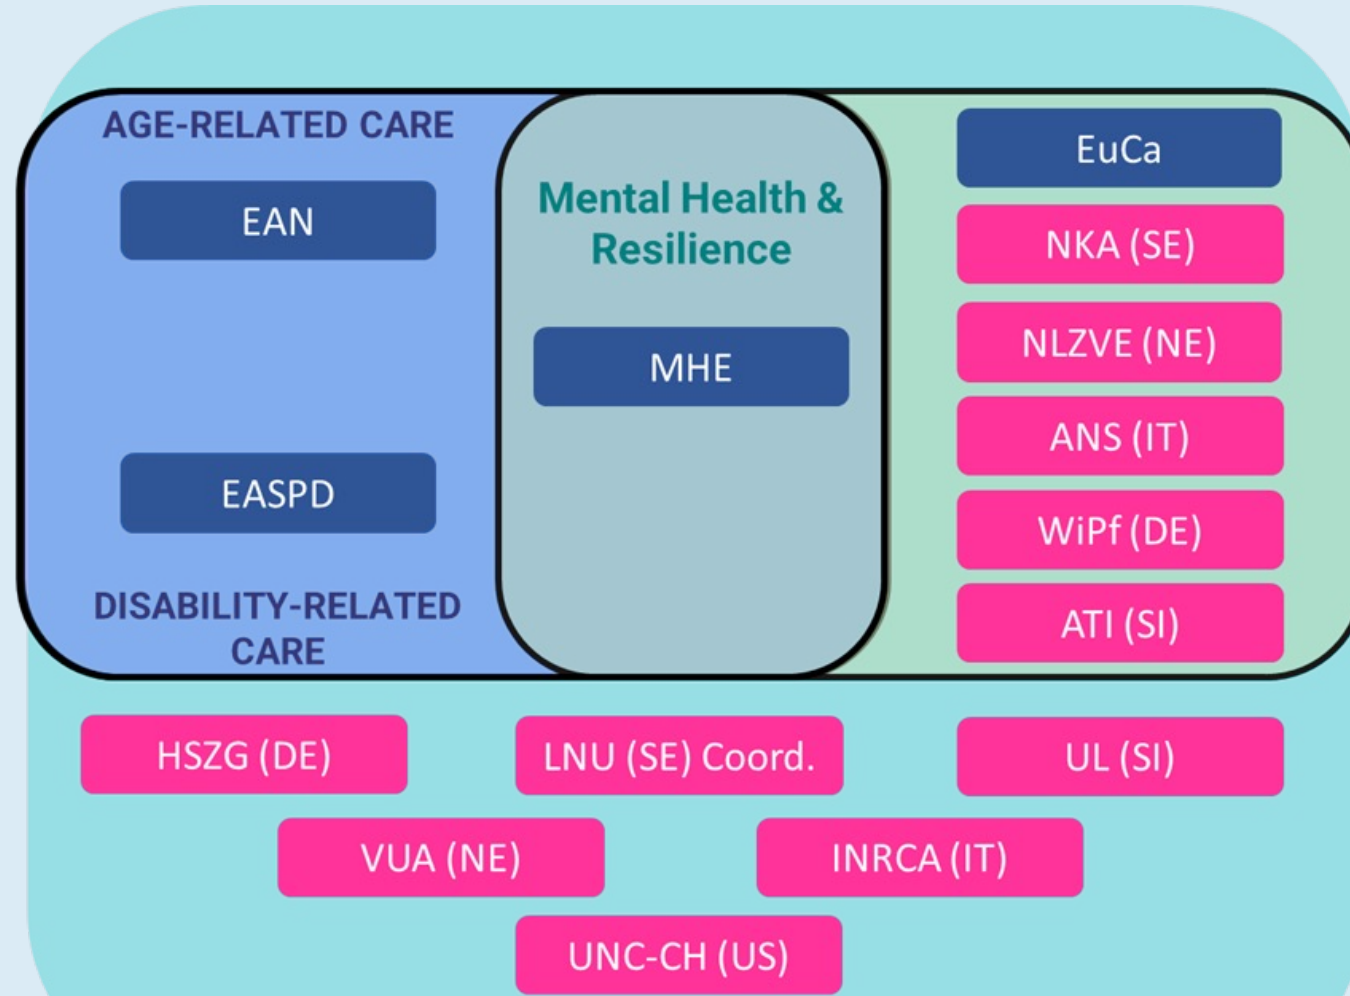 AGE-RELATED CARE
EAN
EASPD
DISABILITY-RELATED
CARE
Mental Health &
Resilience
MHE
EuCa
NKA (SE)
NLZVE (NE)
ANS (IT)
WiPf (DE)
ATI (SI)
HSZG (DE)
LNU (SE) Coord.
UL (SI)
VUA (NE)
INRCA (IT)
UNC-CH (US)